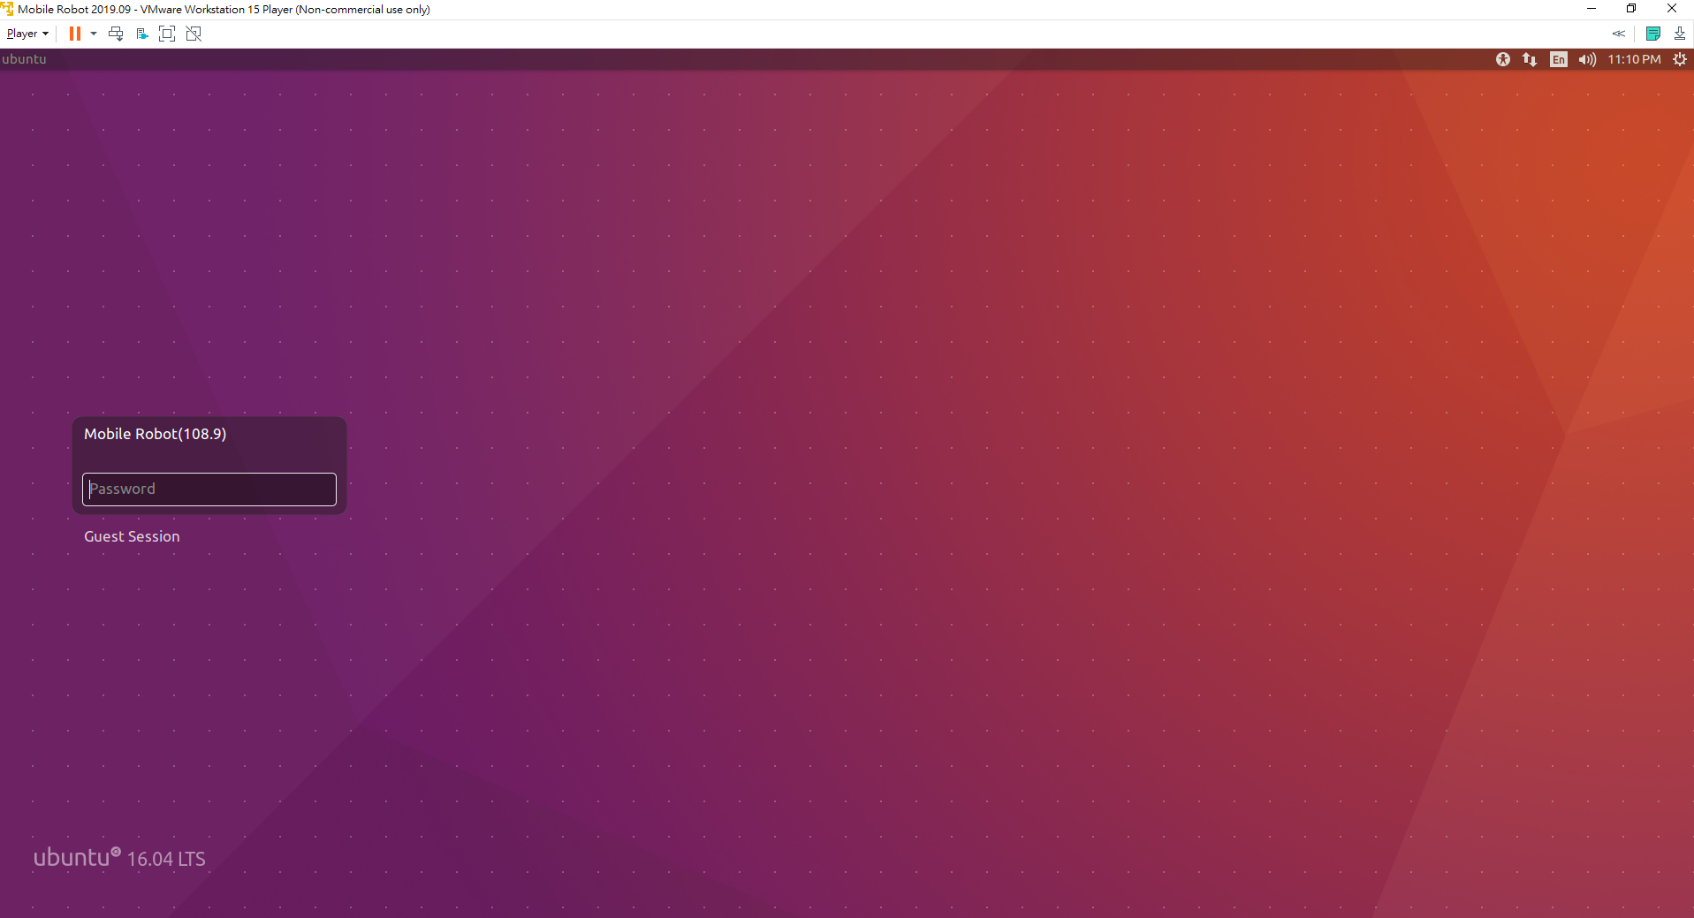 Mobile Robot 2019.09 - VMware Workstation 15 Player (Non-commercial use only)
Player
ubuntu
En
11:10 PM
Mobile Robot(108.9)
Password
Guest Session
ubuntu 16.04 LTS